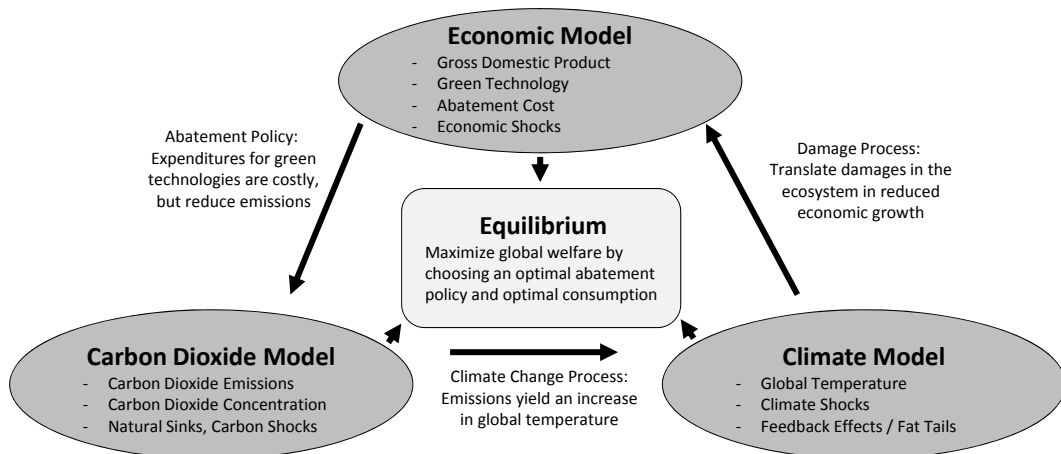 Economic Model
- Gross Domestic Product
- Green Technology
- Abatement Cost
- Economic Shocks
Abatement Policy:
Expenditures for green
technologies are costly,
but reduce emissions
Damage Process:
Translate damages in the
ecosystem in reduced
economic growth
Equilibrium
Maximize global welfare by
choosing an optimal abatement
policy and optimal consumption
Carbon Dioxide Model
- Carbon Dioxide Emissions
- Carbon Dioxide Concentration
- Natural Sinks, Carbon Shocks
Climate Change Process:
Emissions yield an increase
in global temperature
Climate Model
- Global Temperature
- Climate Shocks
- Feedback Effects / Fat Tails